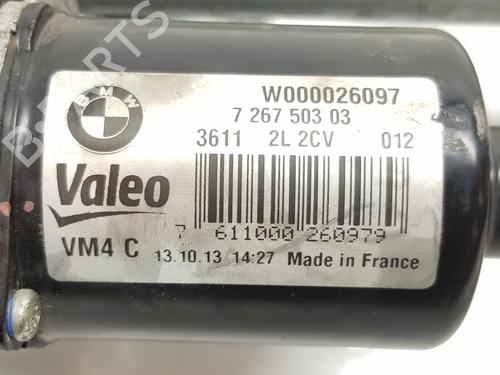 B-PARTS
BMW
W000026097
7 267 503 03
3611 2L 2CV 012
Valeo
7 611000 260979
VM4 C 13.10.13 14:27 Made in France